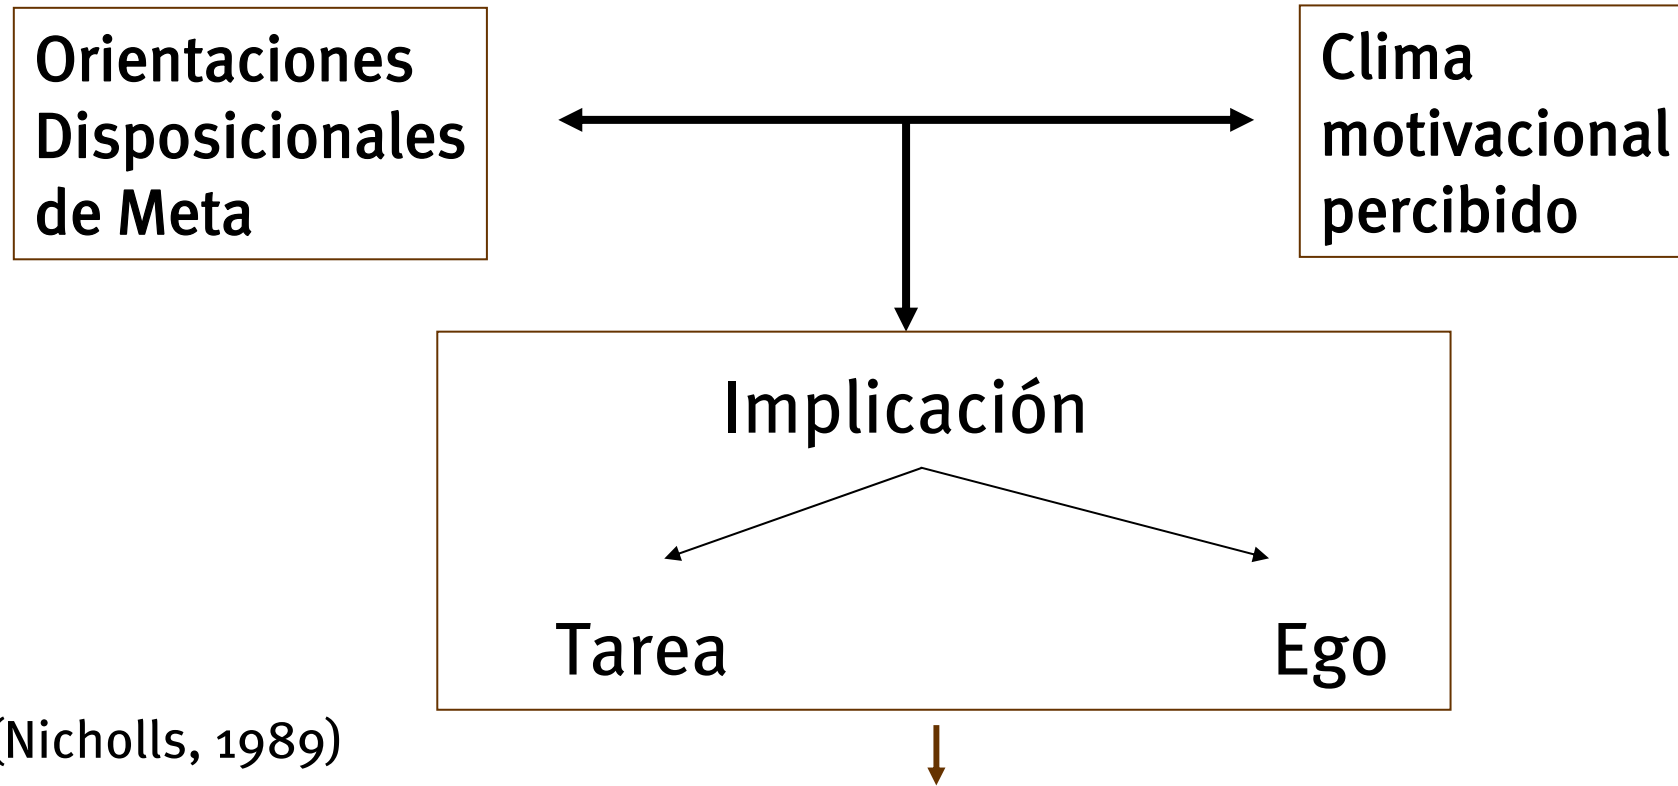 Orientaciones
Disposicionales
de Meta
Clima
motivacional
percibido
Implicación
Tarea
Ego
(Nicholls, 1989)